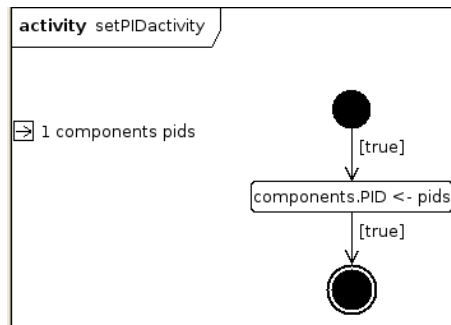 activity setPIDactivity
1 components pids
[true]
components.PID <- pids
[true]